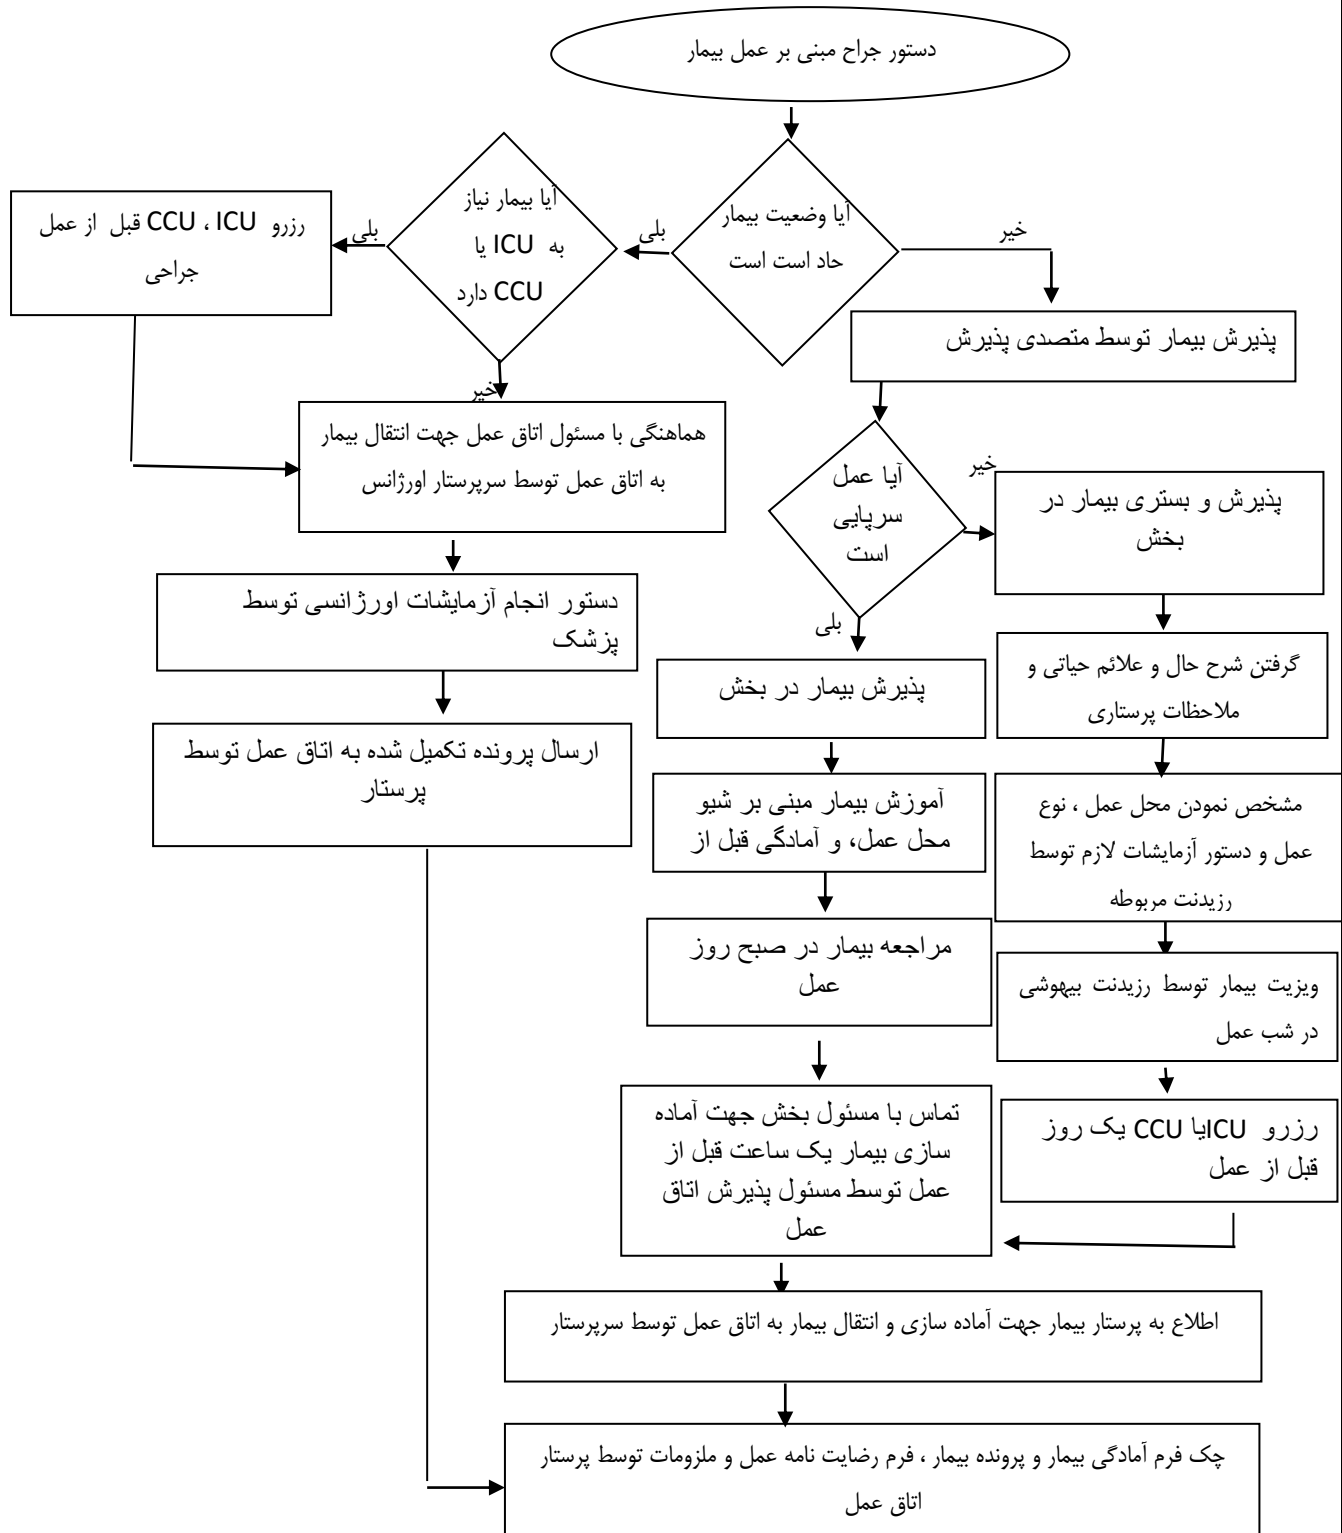 دستور جراح مبنی بر عمل بیمار
آیا وضعیت بیمار
حاد است است
خیر
بلی
آیا بیمار نیاز
به ICU یا
CCU دارد
بلی
خیر
رزرو ICU ، CCU قبل از عمل
جراحی
پذیرش بیمار توسط متصدی پذیرش
هماهنگی با مسئول اتاق عمل جهت انتقال بیمار
به اتاق عمل توسط سرپرستار اورژانس
دستور انجام آزمایشات اورژانسی توسط
پزشک
ارسال پرونده تکمیل شده به اتاق عمل توسط
پرستار
آیا عمل
سرپایی
است
خیر
بلی
پذیرش و بستری بیمار در
بخش
گرفتن شرح حال و علائم حیاتی و
ملاحظات پرستاری
مشخص نمودن محل عمل ، نوع
عمل و دستور آزمایشات لازم توسط
رزیدنت مربوطه
ویزیت بیمار توسط رزیدنت بیهوشی
در شب عمل
رزرو ICUیا CCU یک روز
قبل از عمل
پذیرش بیمار در بخش
آموزش بیمار مبنی بر شیو
محل عمل، و آمادگی قبل از
مراجعه بیمار در صبح روز
عمل
تماس با مسئول بخش جهت آماده
سازی بیمار یک ساعت قبل از
عمل توسط مسئول پذیرش اتاق
عمل
اطلاع به پرستار بیمار جهت آماده سازی و انتقال بیمار به اتاق عمل توسط سرپرستار
چک فرم آمادگی بیمار و پرونده بیمار ، فرم رضایت نامه عمل و ملزومات توسط پرستار
اتاق عمل